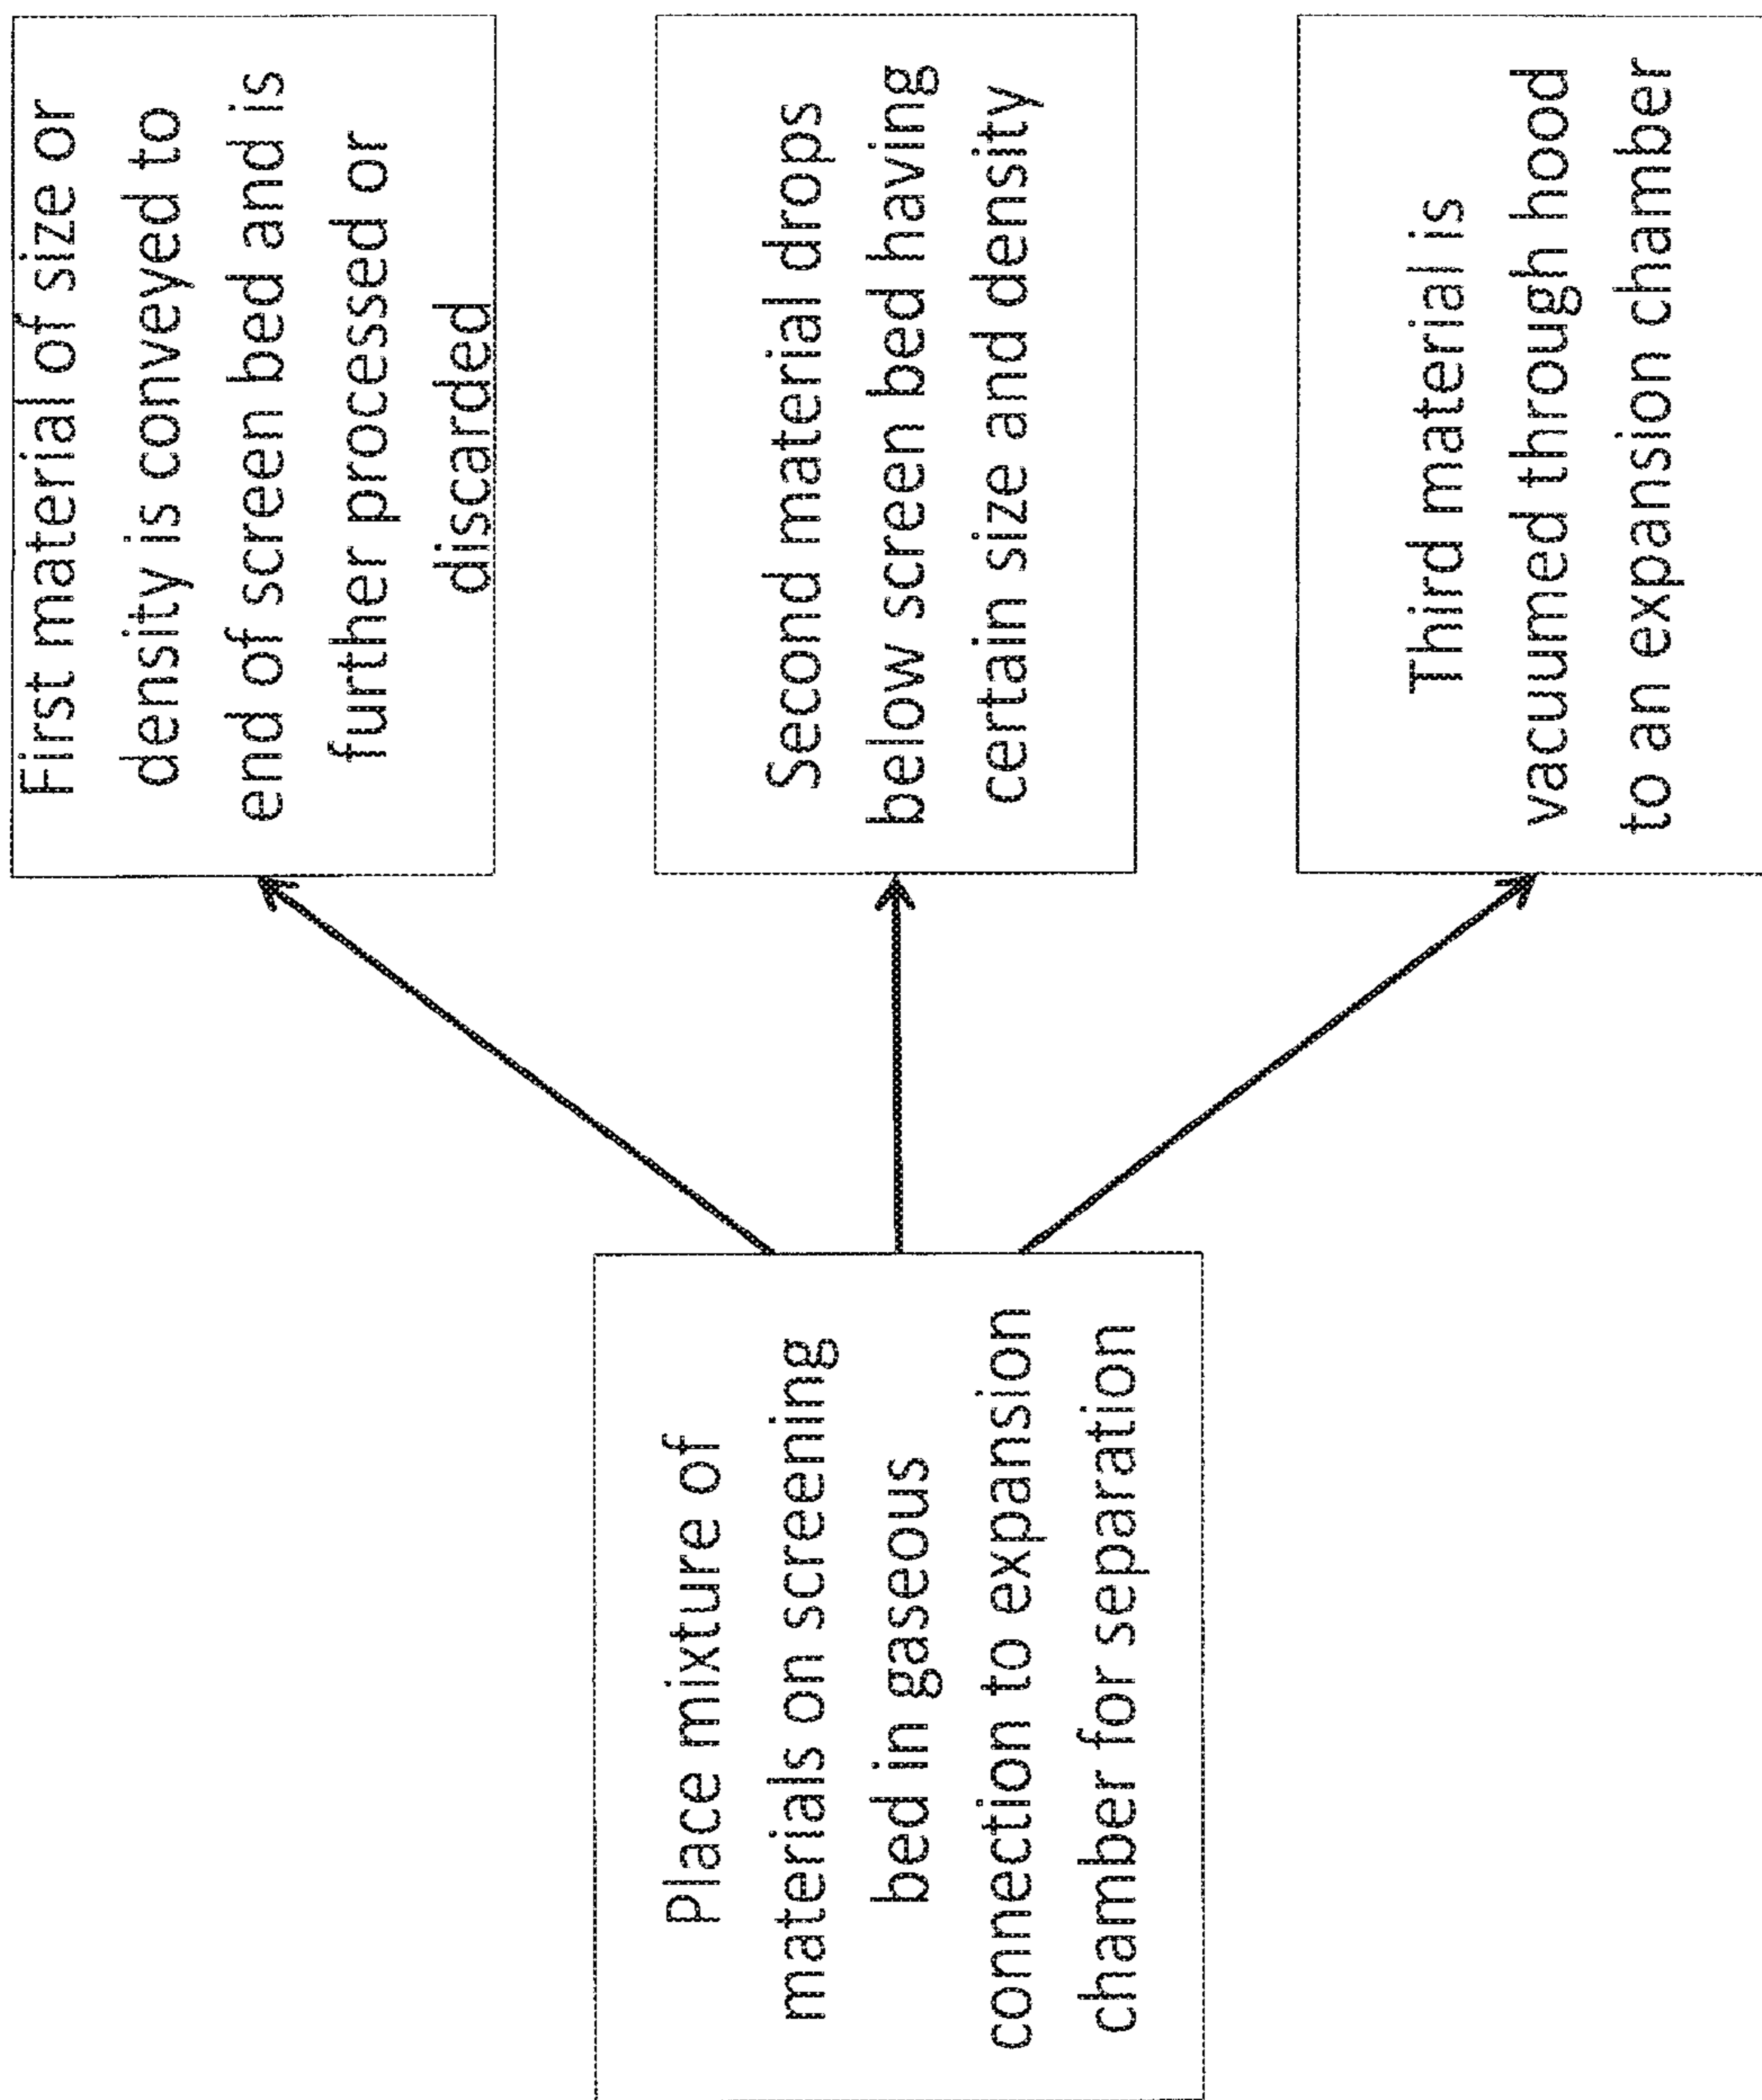 Place mixture of
materials on screening
bed in gaseous
connection to expansion
chamber for separation
First material of size or
density is conveyed to
end of screen bed and is
further processed or
discarded
Second material drops
below screen bed having
certain size and density
Third material is
vacuumed through hood
to an expansion chamber